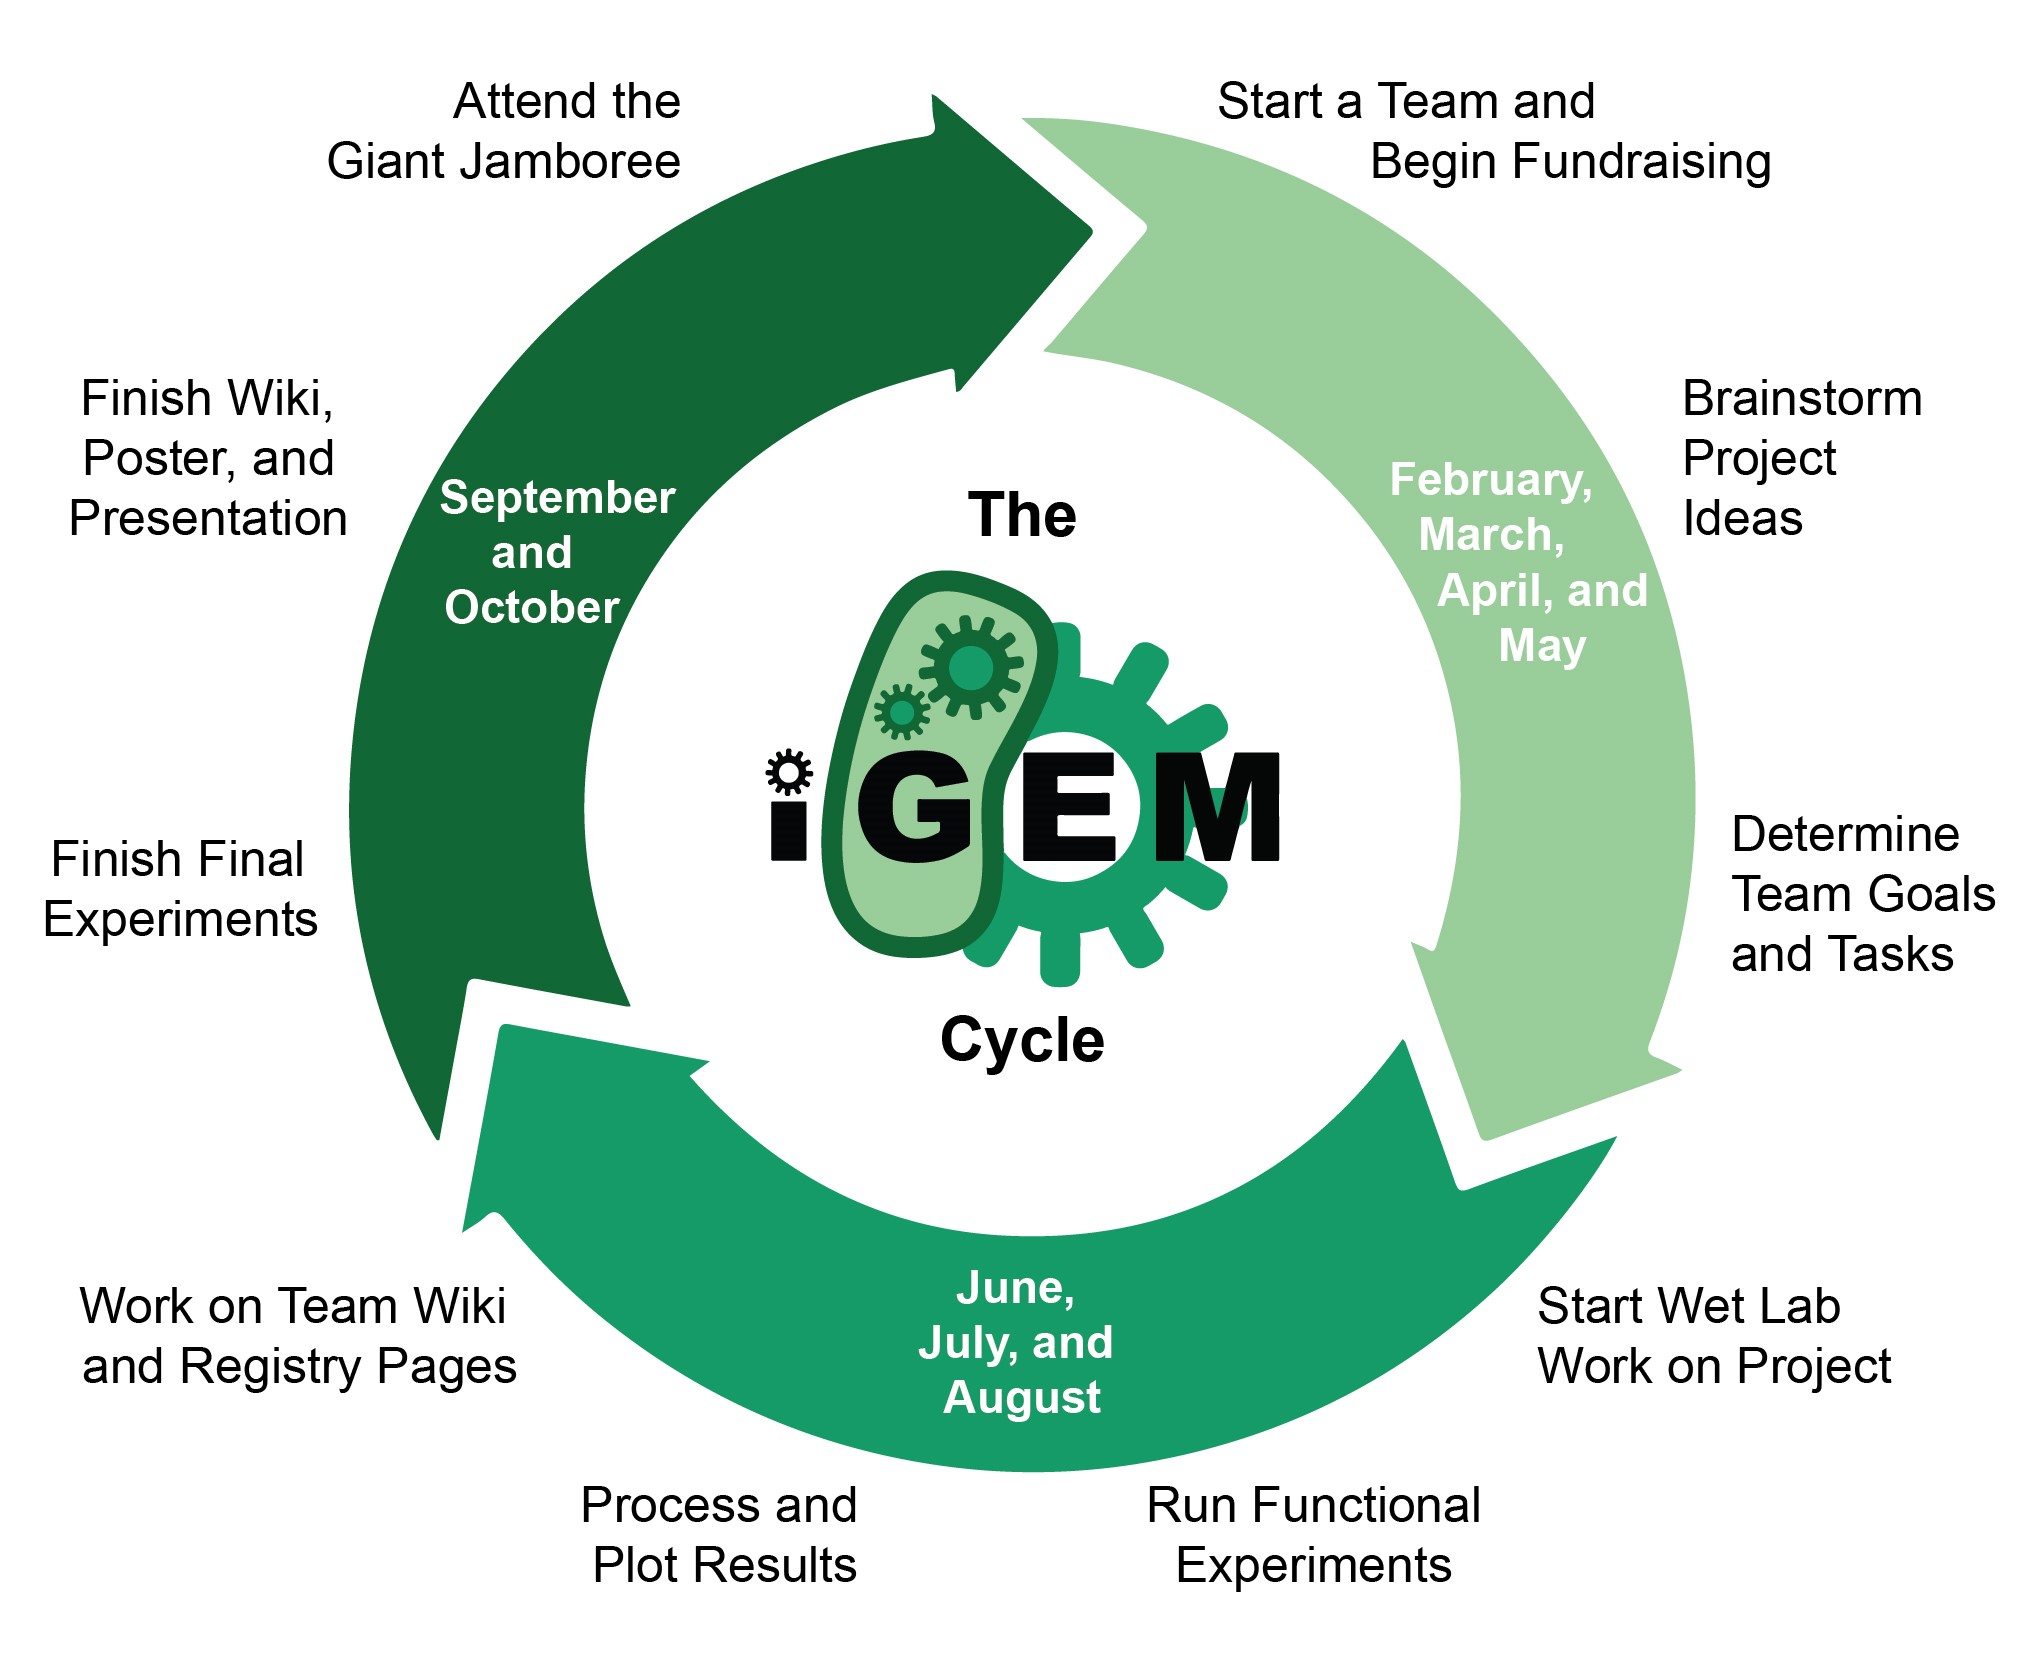 The
iGEM
Cycle
February,
March,
April, and
May
Start a Team and
Begin Fundraising
Brainstorm
Project
Ideas
Determine
Team Goals
and Tasks
June,
July, and
August
Start Wet Lab
Work on Project
Run Functional
Experiments
Process and
Plot Results
Work on Team Wiki
and Registry Pages
September
and
October
Finish Final
Experiments
Finish Wiki,
Poster, and
Presentation
Attend the
Giant Jamboree